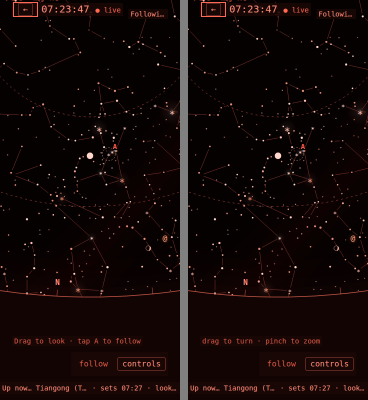 ← 07:23:47 ● live Followi…
A
@
N
Drag to look · tap A to follow
follow controls
Up now… Tiangong (T… · sets 07:27 · look…
← 07:23:47 ● live Followi…
A
@
N
drag to turn · pinch to zoom
follow controls
Up now… Tiangong (T… · sets 07:27 · look…